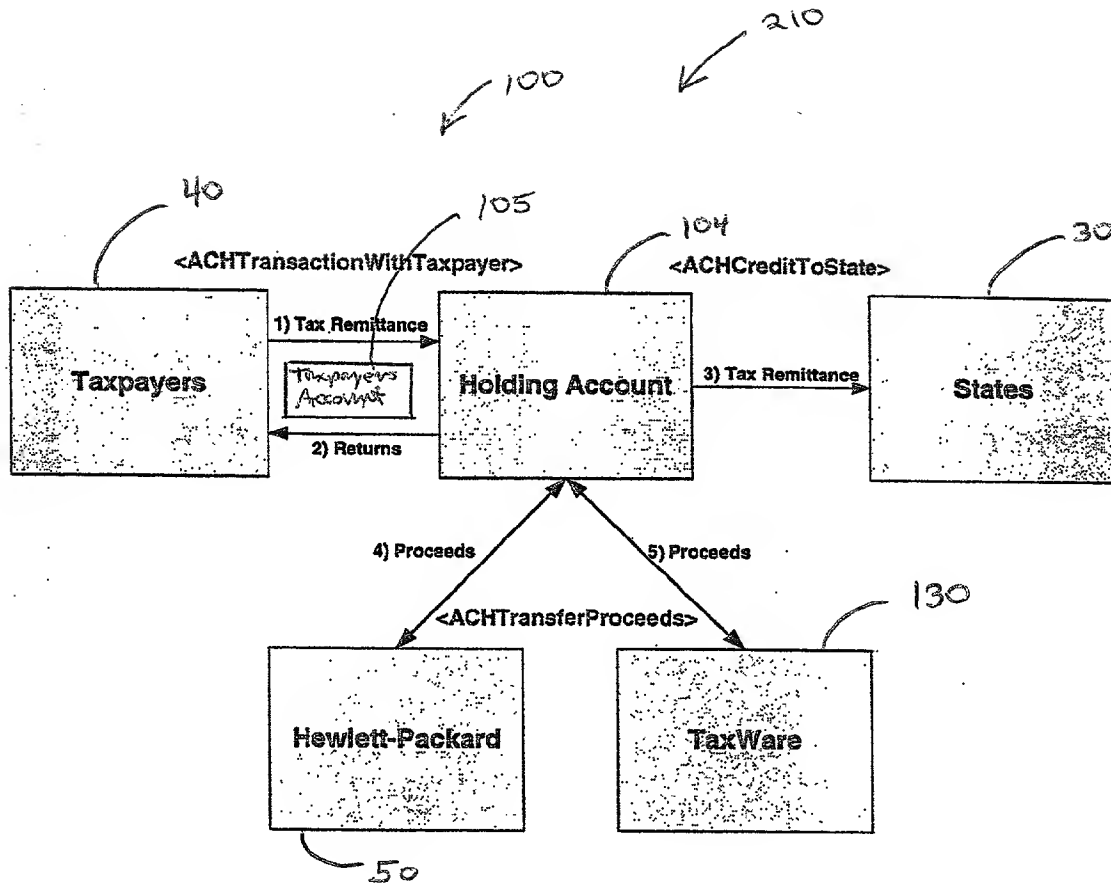 210
100
40
105
104
30
<ACHTransactionWithTaxpayer>
<ACHCreditToState>
1) Tax Remittance
Taxpayers
Taxpayers
Account
Holding Account
3) Tax Remittance
States
2) Returns
4) Proceeds
5) Proceeds
<ACHTransferProceeds>
130
Hewlett-Packard
TaxWare
50